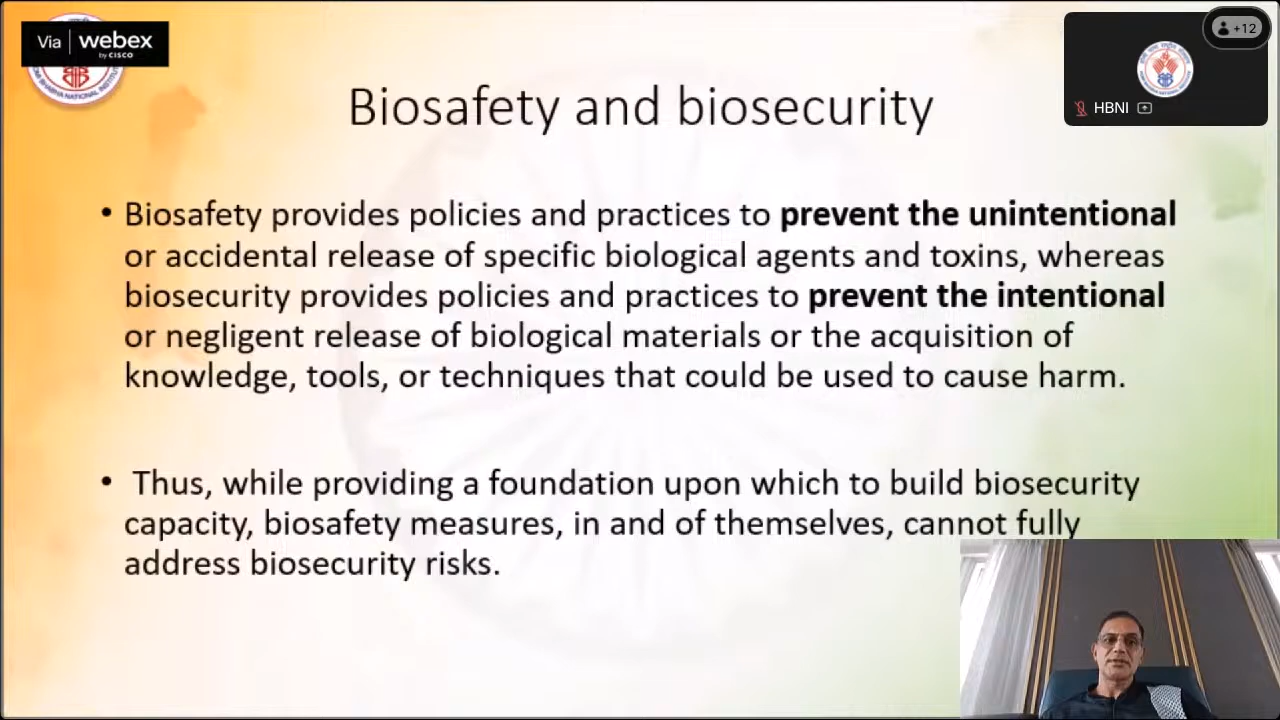 Via webex
by CISCO
+12
HBNI
Biosafety and biosecurity
• Biosafety provides policies and practices to prevent the unintentional
or accidental release of specific biological agents and toxins, whereas
biosecurity provides policies and practices to prevent the intentional
or negligent release of biological materials or the acquisition of
knowledge, tools, or techniques that could be used to cause harm.
• Thus, while providing a foundation upon which to build biosecurity
capacity, biosafety measures, in and of themselves, cannot fully
address biosecurity risks.